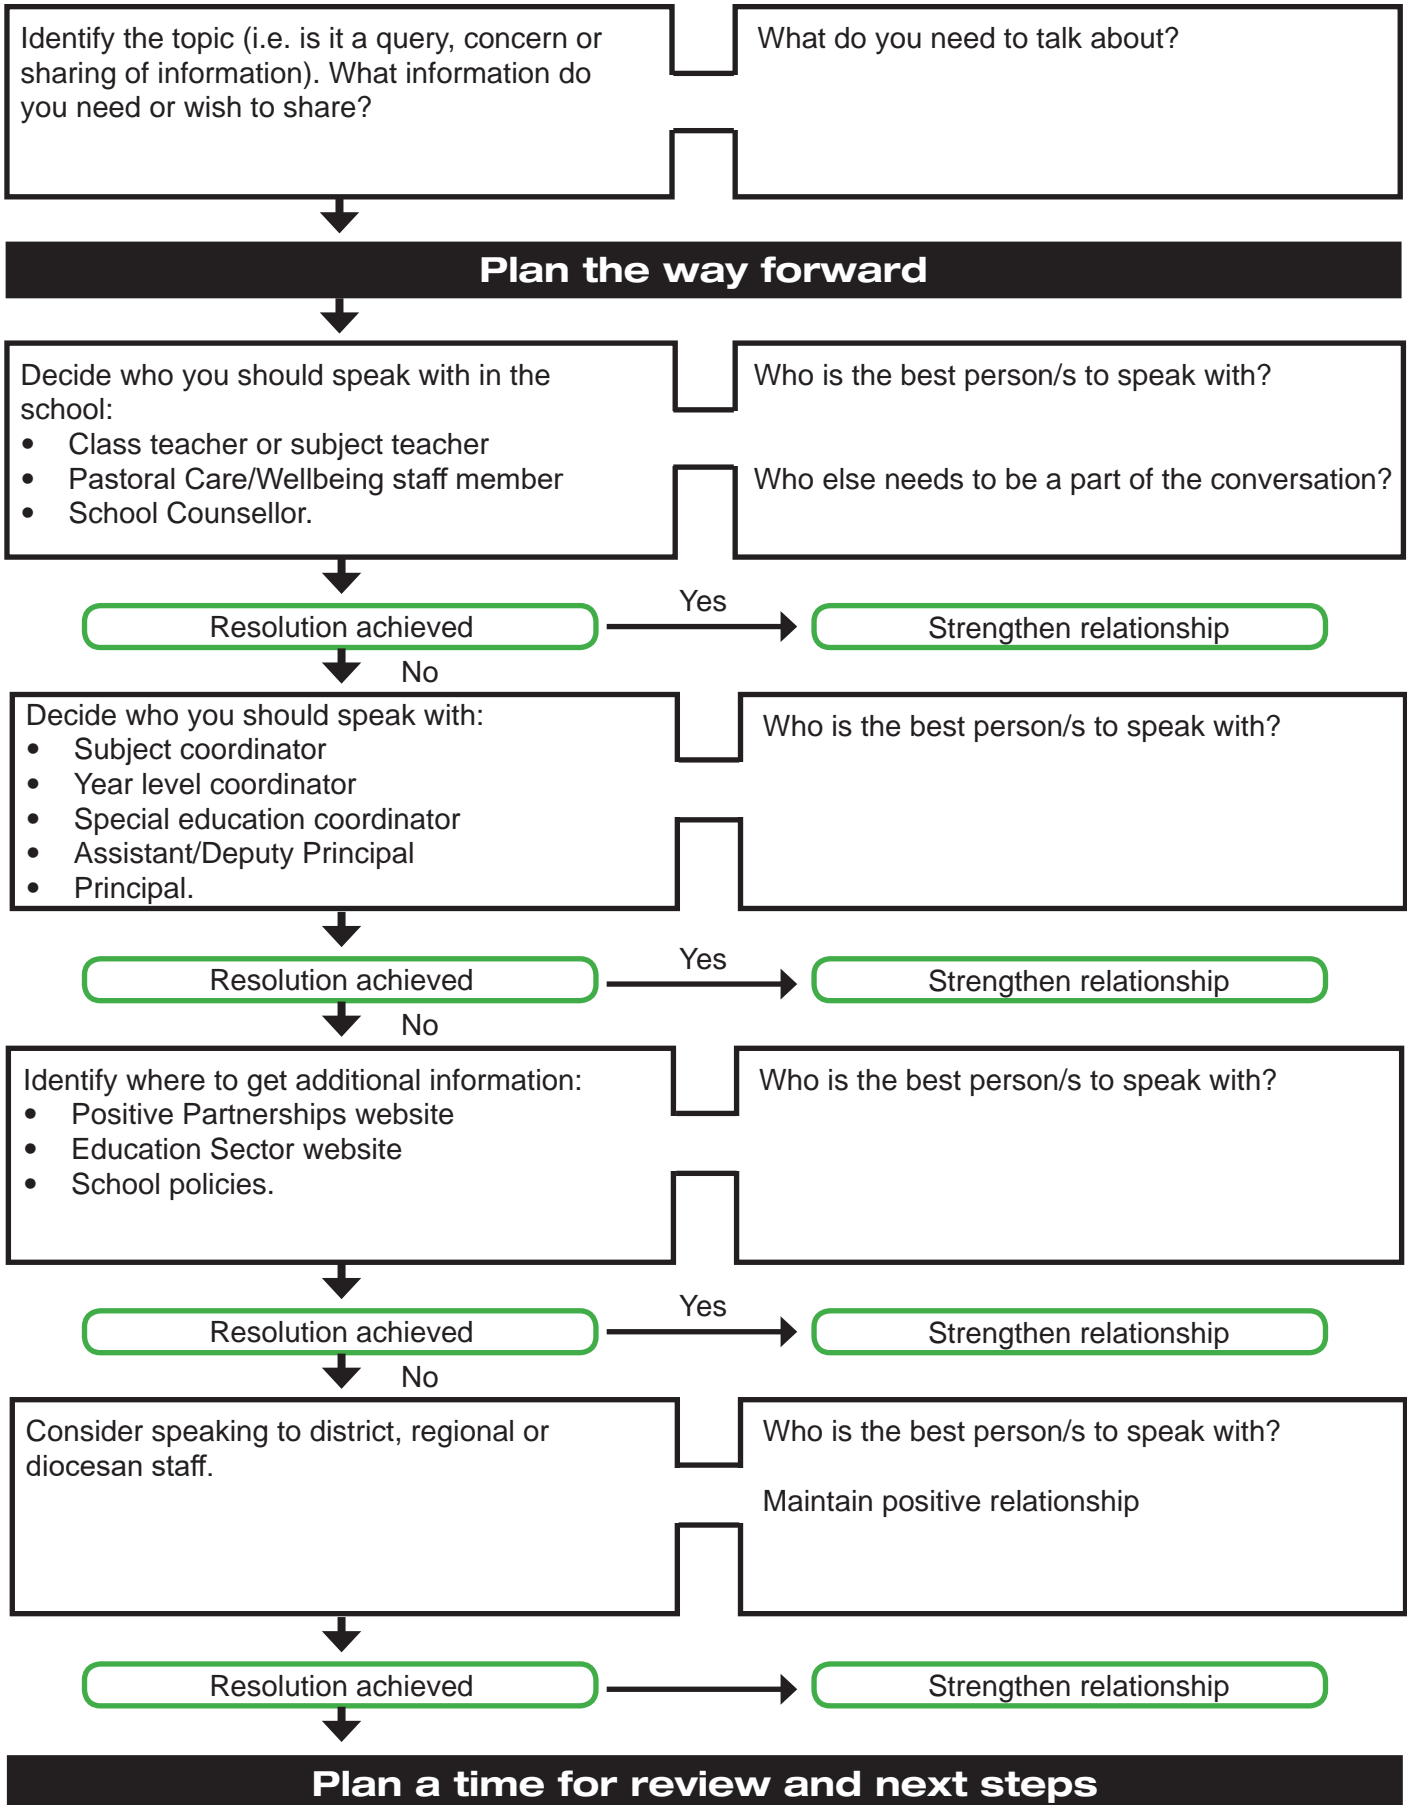 Identify the topic (i.e. is it a query, concern or
sharing of information). What information do
you need or wish to share?
What do you need to talk about?
Plan the way forward
Decide who you should speak with in the
school:
• Class teacher or subject teacher
• Pastoral Care/Wellbeing staff member
• School Counsellor.
Who is the best person/s to speak with?
Who else needs to be a part of the conversation?
Resolution achieved
Yes
Strengthen relationship
No
Decide who you should speak with:
• Subject coordinator
• Year level coordinator
• Special education coordinator
• Assistant/Deputy Principal
• Principal.
Who is the best person/s to speak with?
Resolution achieved
Yes
Strengthen relationship
No
Identify where to get additional information:
• Positive Partnerships website
• Education Sector website
• School policies.
Who is the best person/s to speak with?
Resolution achieved
Yes
Strengthen relationship
No
Consider speaking to district, regional or
diocesan staff.
Who is the best person/s to speak with?
Maintain positive relationship
Resolution achieved
Strengthen relationship
Plan a time for review and next steps